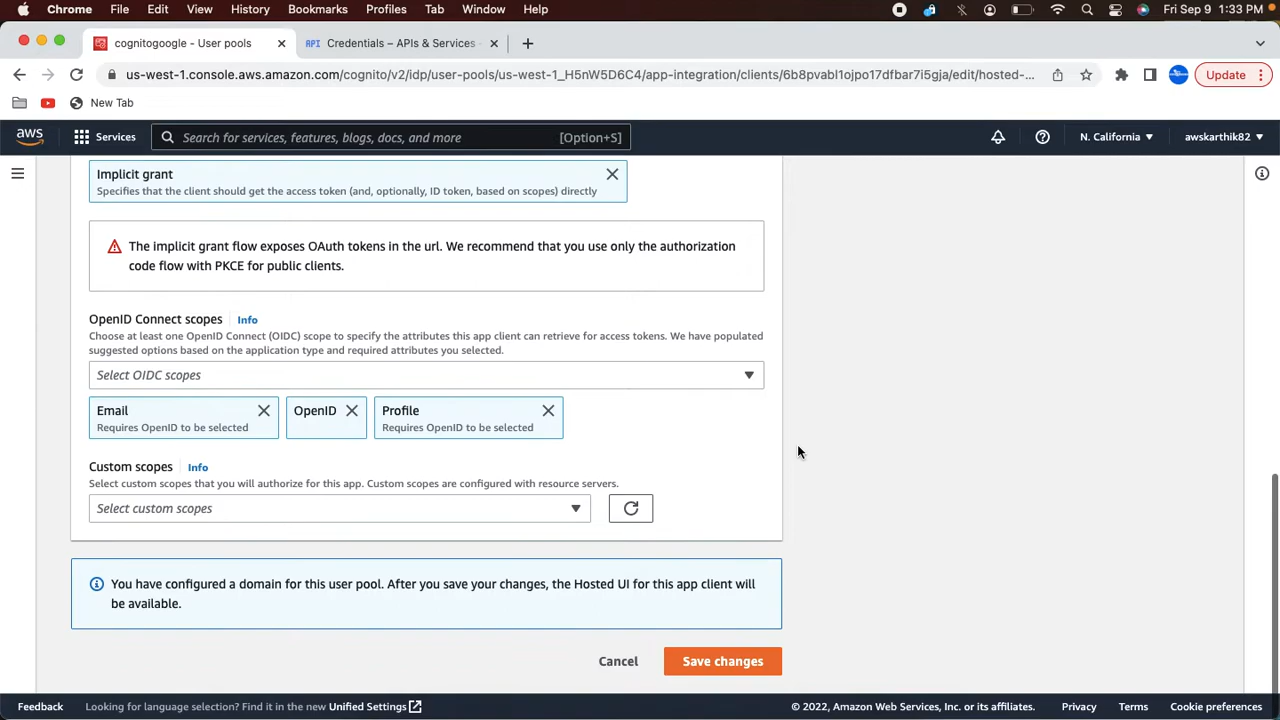 Chrome File Edit View History Bookmarks Profiles Tab Window Help Fri Sep 9 1:33 PM
cognitogoogle - User pools API Credentials – APIs & Services
us-west-1.console.aws.amazon.com/cognito/v2/idp/user-pools/us-west-1_H5nW5D6C4/app-integration/clients/6b8pvabl1ojpo17dfbar7i5gja/edit/hosted-... Update
New Tab
aws Services Search for services, features, blogs, docs, and more [Option+S] N. California awskarthik82
Implicit grant
Specifies that the client should get the access token (and, optionally, ID token, based on scopes) directly
The implicit grant flow exposes OAuth tokens in the url. We recommend that you use only the authorization
code flow with PKCE for public clients.
OpenID Connect scopes Info
Choose at least one OpenID Connect (OIDC) scope to specify the attributes this app client can retrieve for access tokens. We have populated
suggested options based on the application type and required attributes you selected.
Select OIDC scopes
Email OpenID Profile
Requires OpenID to be selected Requires OpenID to be selected
Custom scopes Info
Select custom scopes that you will authorize for this app. Custom scopes are configured with resource servers.
Select custom scopes
You have configured a domain for this user pool. After you save your changes, the Hosted UI for this app client will
be available.
Cancel Save changes
Feedback Looking for language selection? Find it in the new Unified Settings © 2022, Amazon Web Services, Inc. or its affiliates. Privacy Terms Cookie preferences